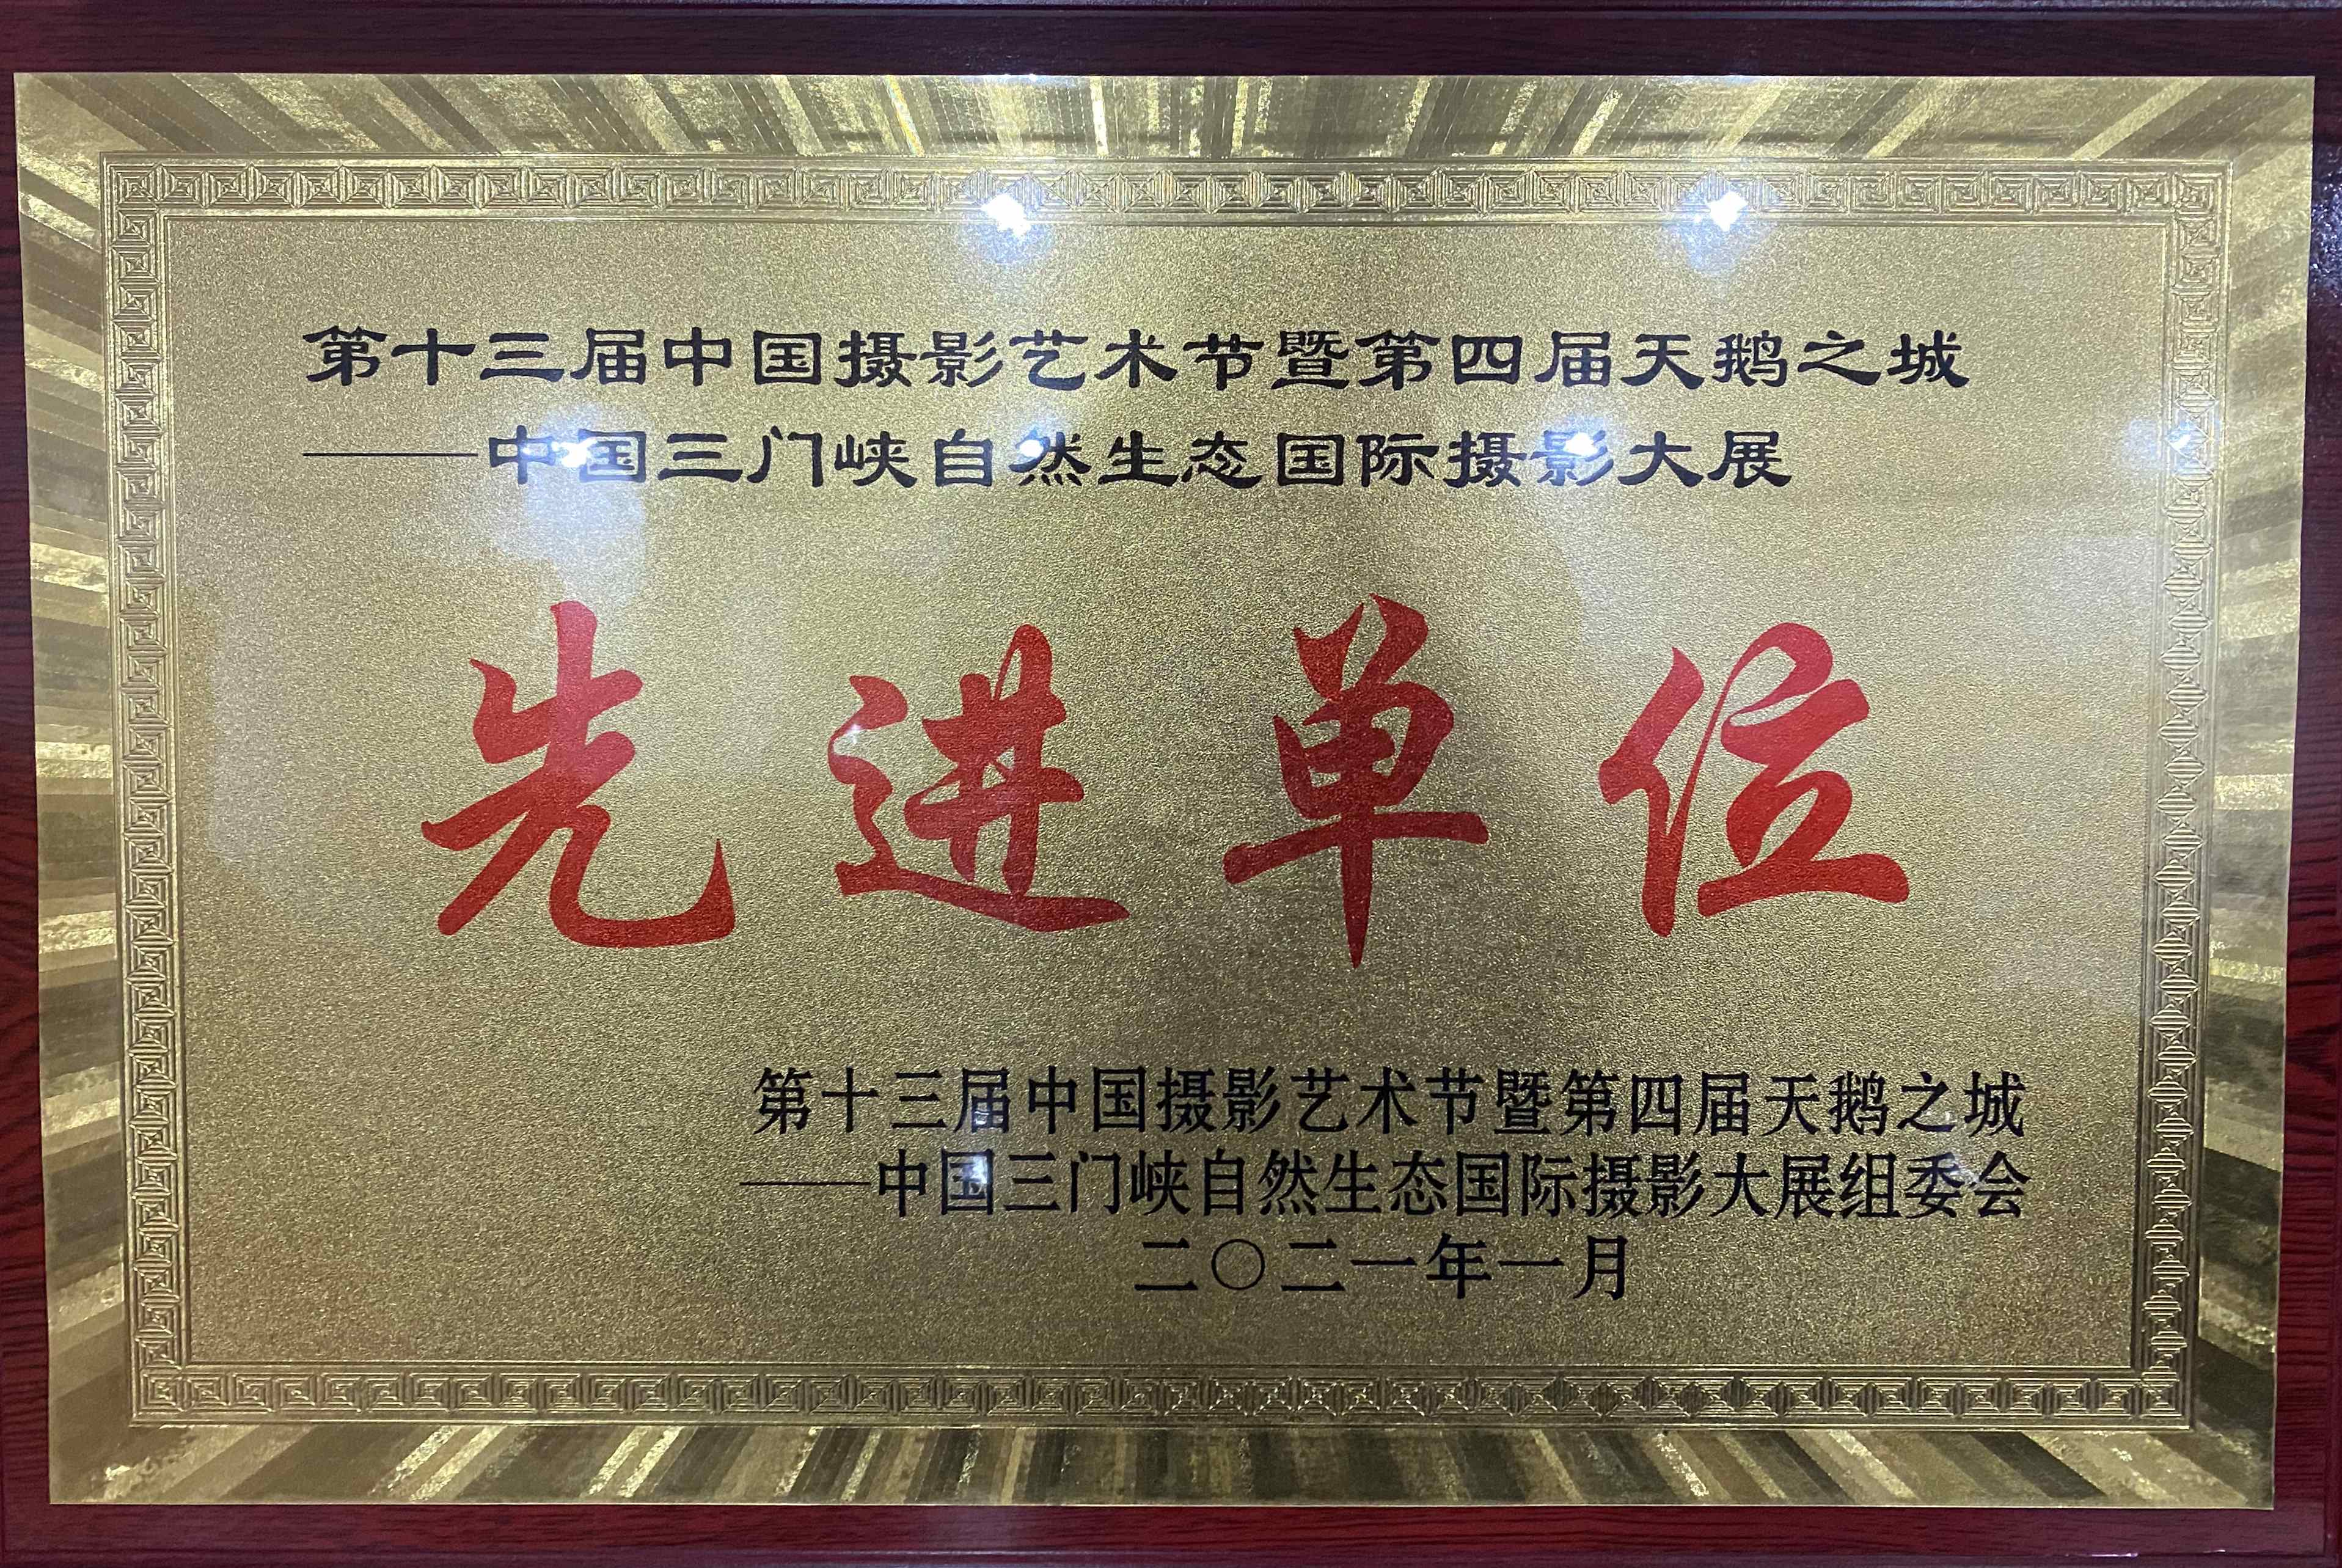 第十三届中国摄影艺术节暨第四届天鹅之城
——中国三门峡自然生态国际摄影大展
先进单位
第十三届中国摄影艺术节暨第四届天鹅之城
——中国三门峡自然生态国际摄影大展组委会
二〇二一年一月